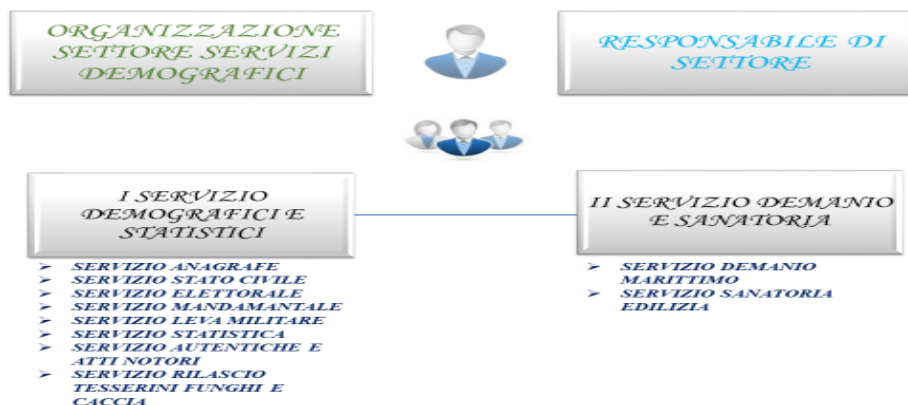 ORGANIZZAZIONE
SETTORE SERVIZI
DEMOGRAFICI
RESPONSABILE DI
SETTORE
I SERVIZIO
DEMOGRAFICI E
STATISTICI
➢ SERVIZIO ANAGRAFE
➢ SERVIZIO STATO CIVILE
➢ SERVIZIO ELETTORALE
➢ SERVIZIO MANDAMANTALE
➢ SERVIZIO LEVA MILITARE
➢ SERVIZIO STATISTICA
➢ SERVIZIO AUTENTICHE E
ATTI NOTORI
➢ SERVIZIO RILASCIO
TESSERINI FUNGHI E
CACCIA
II SERVIZIO DEMANIO
E SANATORIA
➢ SERVIZIO DEMANIO
MARITTIMO
➢ SERVIZIO SANATORIA
EDILIZIA